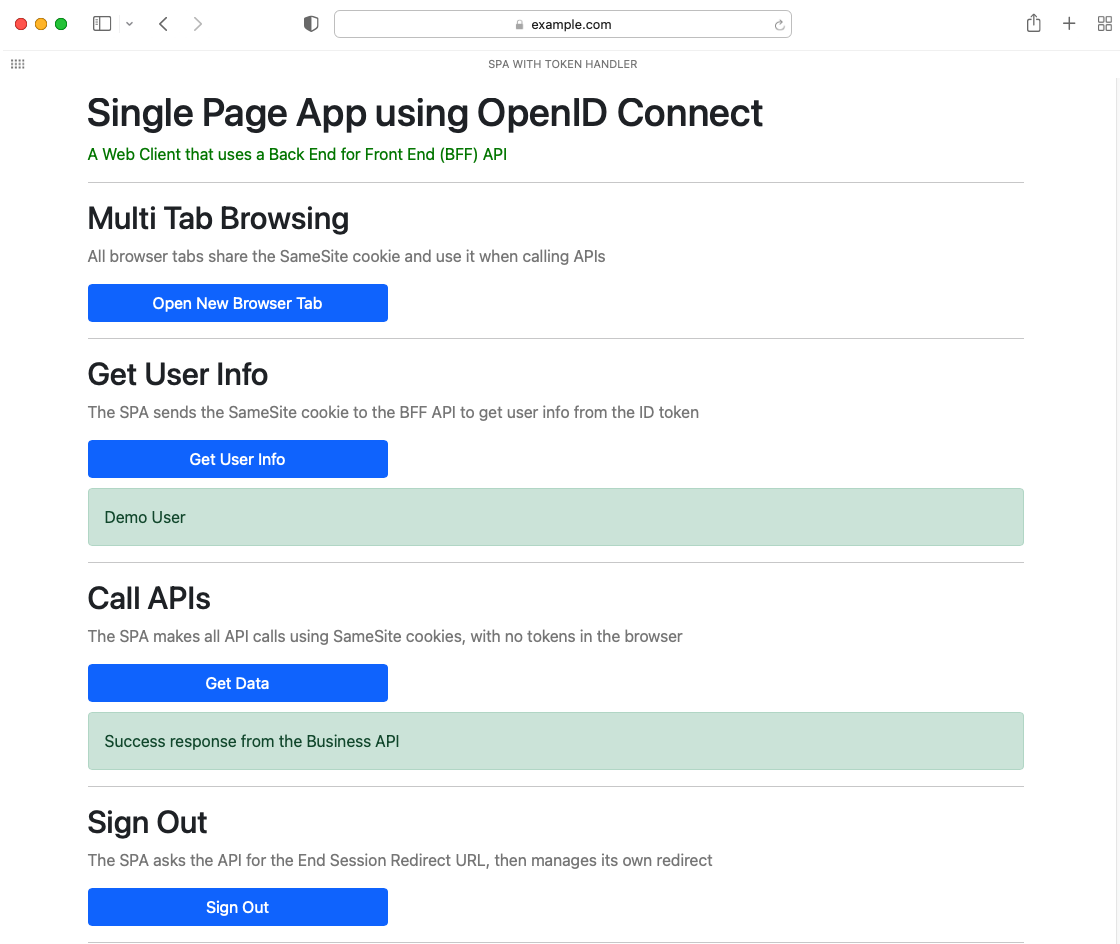 example.com
SPA WITH TOKEN HANDLER
Single Page App using OpenID Connect
A Web Client that uses a Back End for Front End (BFF) API
Multi Tab Browsing
All browser tabs share the SameSite cookie and use it when calling APIs
Open New Browser Tab
Get User Info
The SPA sends the SameSite cookie to the BFF API to get user info from the ID token
Get User Info
Demo User
Call APIs
The SPA makes all API calls using SameSite cookies, with no tokens in the browser
Get Data
Success response from the Business API
Sign Out
The SPA asks the API for the End Session Redirect URL, then manages its own redirect
Sign Out